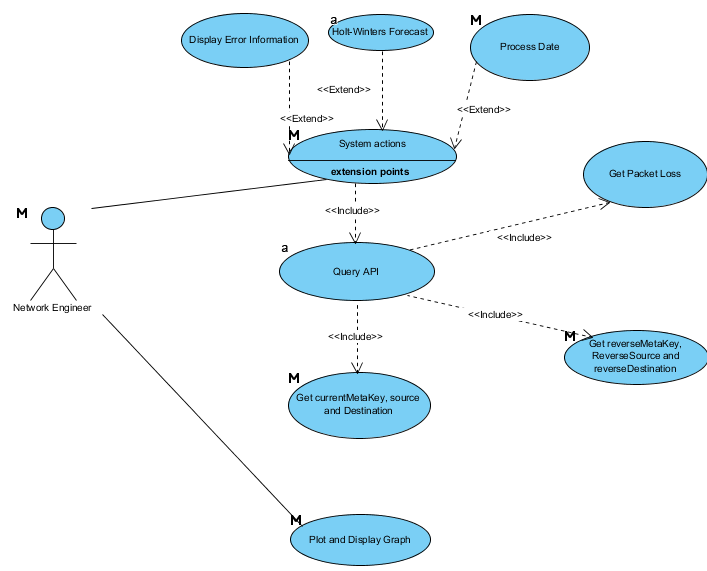 a
M
Display Error Information
Holt-Winters Forecast
Process Date
<<Extend>>
<<Extend>>
<<Extend>>
M
System actions
extension points
Get Packet Loss
M
<<Include>>
<<Include>>
a
Query API
Network Engineer
<<Include>>
<<Include>>
M
Get reverseMetaKey,
ReverseSource and
reverseDestination
M
Get currentMetaKey, source
and Destination
M
Plot and Display Graph